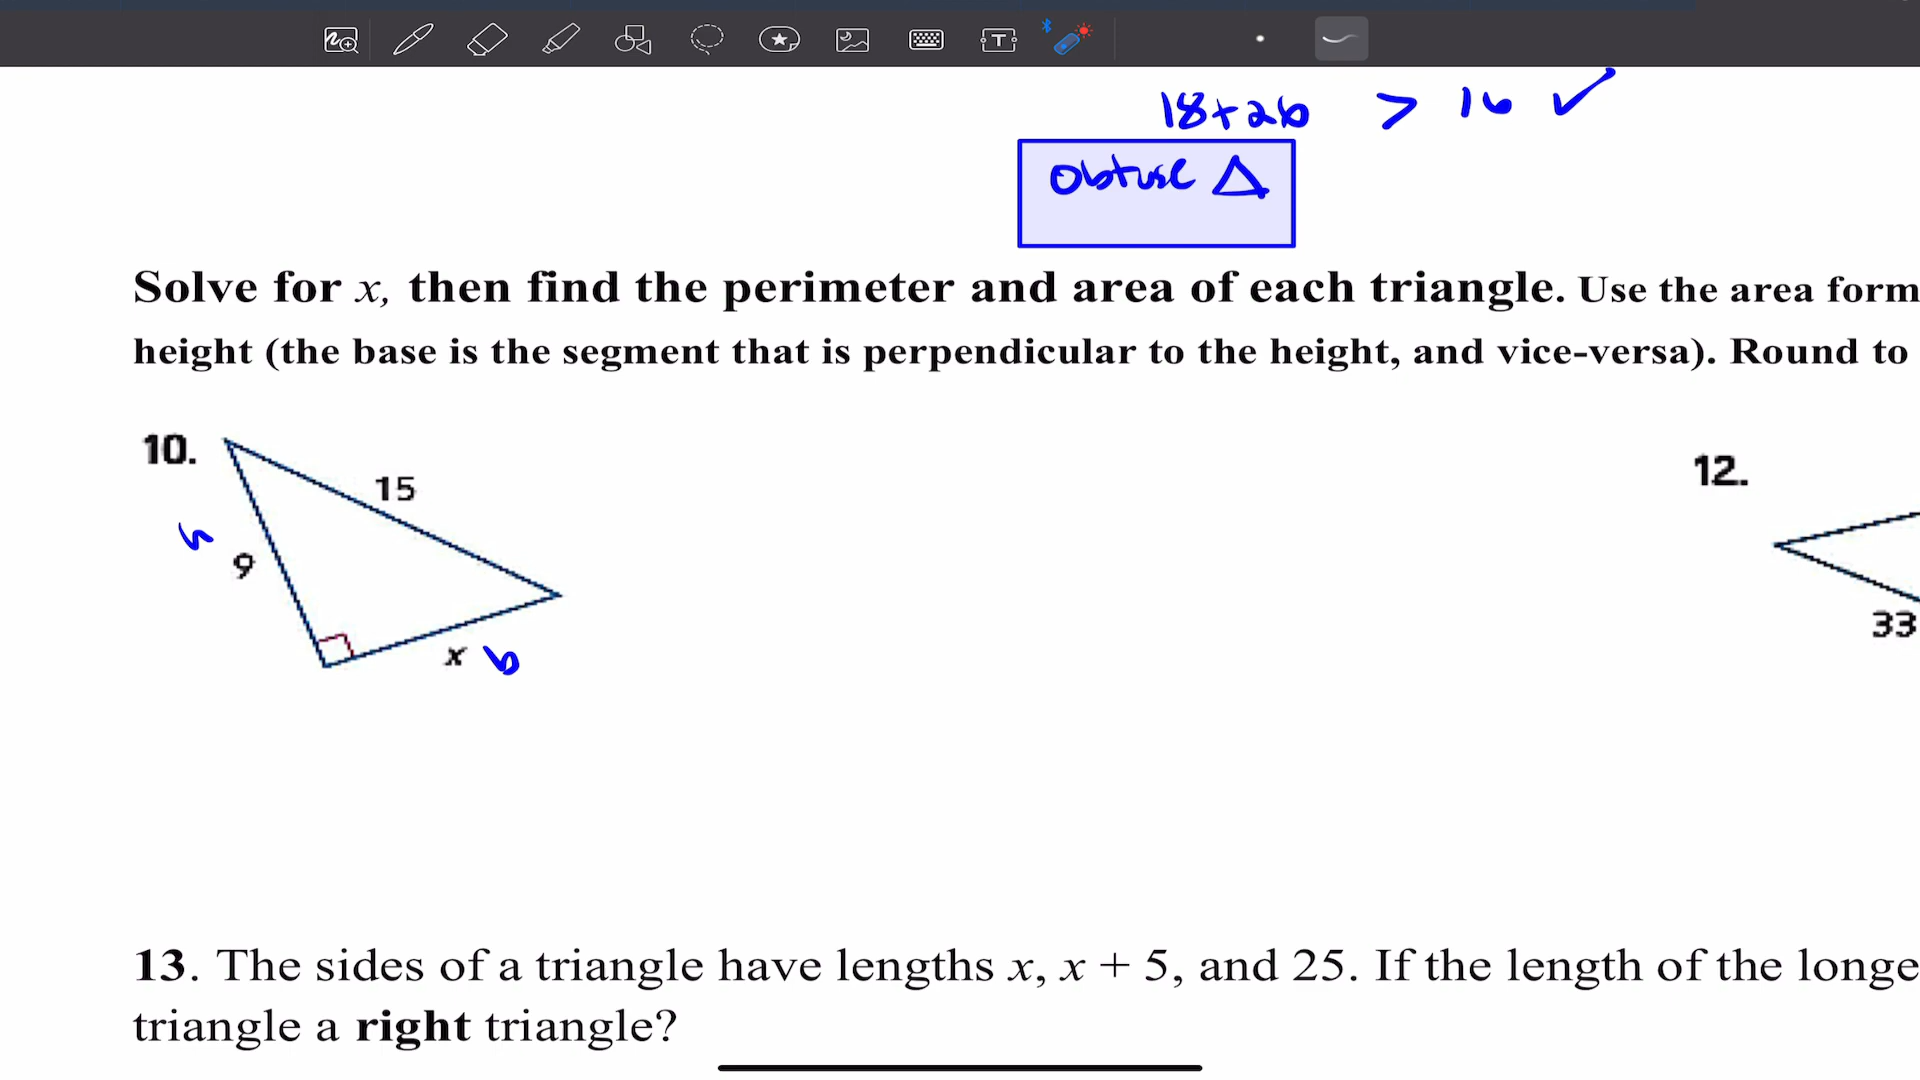 18+26 > 16 ✓
Obtuse Δ
Solve for x, then find the perimeter and area of each triangle. Use the area form
height (the base is the segment that is perpendicular to the height, and vice-versa). Round to
10.
15
12.
h
9
33
x b
13. The sides of a triangle have lengths x, x + 5, and 25. If the length of the longe
triangle a right triangle?